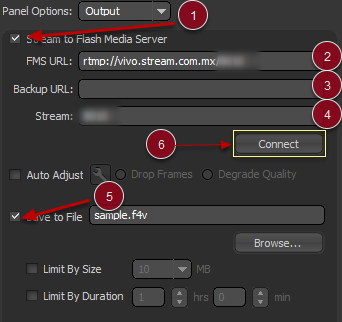 Panel Options: Output
1
Stream to Flash Media Server
FMS URL: rtmp://vivo.stream.com.mx/ 2
Backup URL: 3
Stream: 4
6 Connect
Auto Adjust Drop Frames Degrade Quality
5
Save to File sample.f4v
Browse...
Limit By Size 10 MB
Limit By Duration 1 hrs 0 min